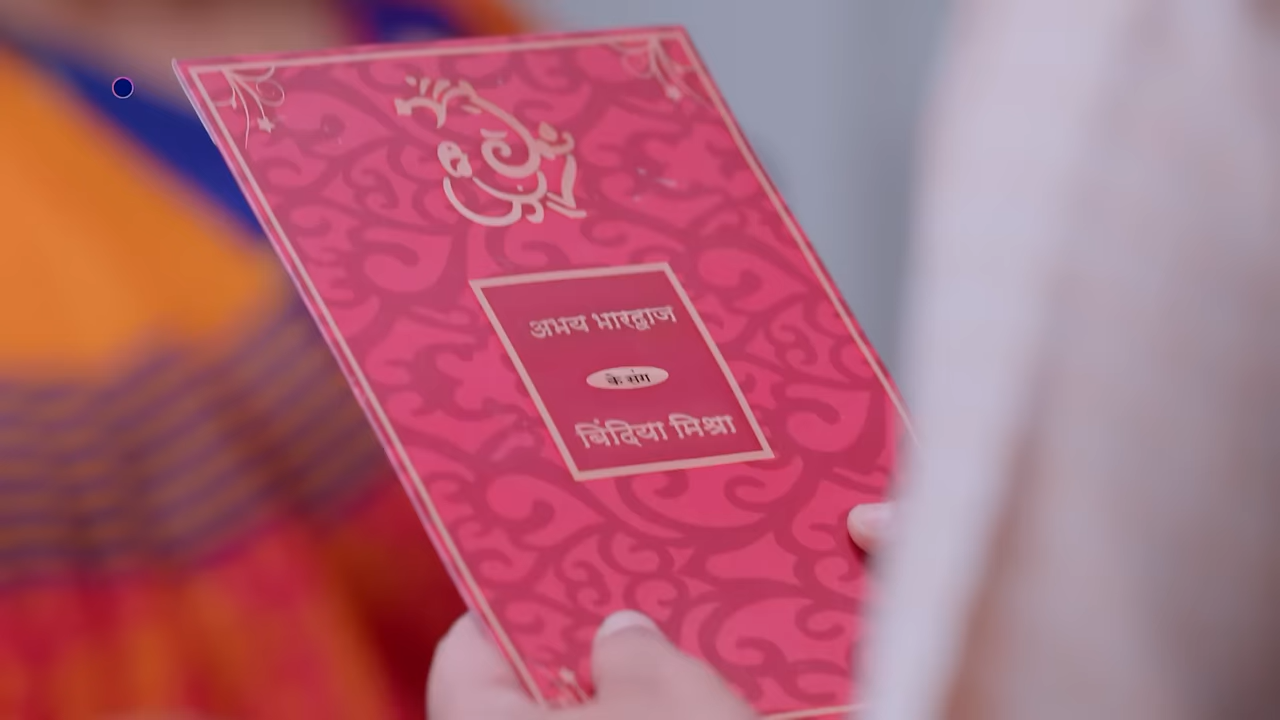 अभय भारद्वाज
के संग
बिंदिया मिश्रा